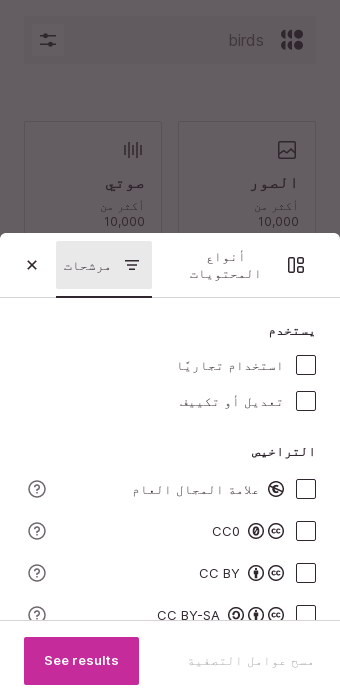 birds
الصور
أكثر من
10,000
صوتي
أكثر من
10,000
أنواع
المحتويات
مرشحات
يستخدم
استخدام تجاريًا
تعديل أو تكييف
التراخيص
علامة المجال العام
CC0
CC BY
CC BY-SA
مسح عوامل التصفية
See results